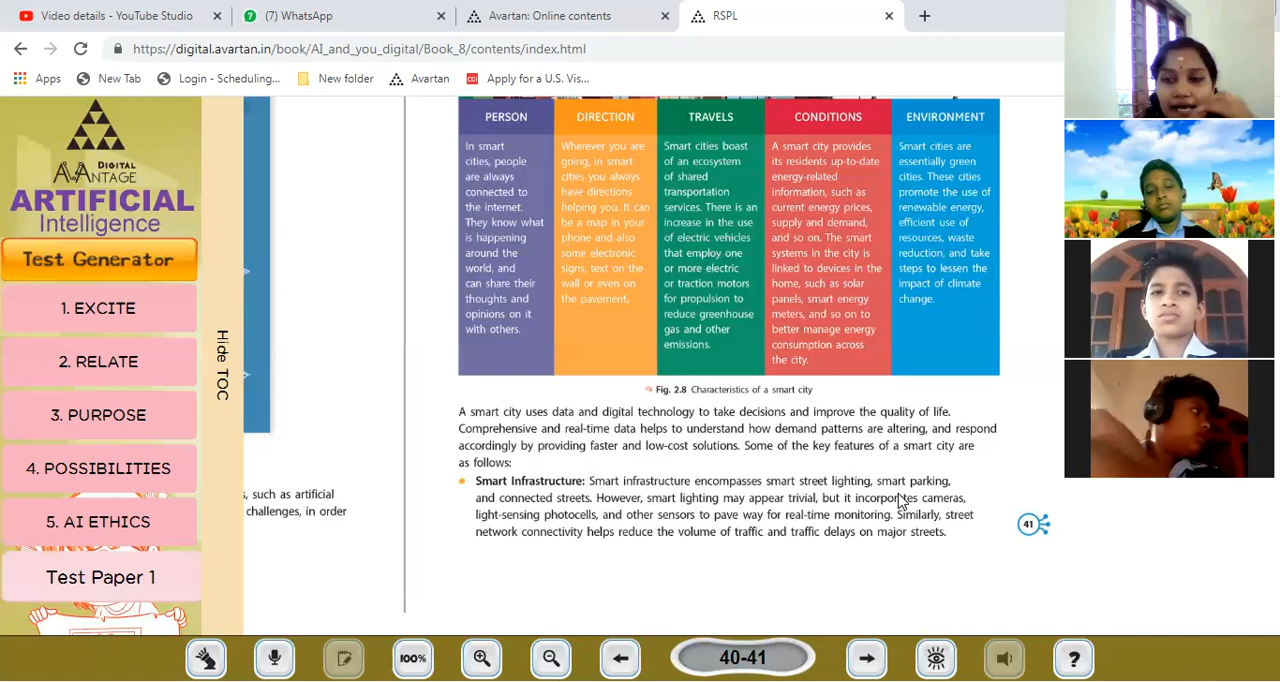 Video details - YouTube Studio
(7) WhatsApp
Avartan: Online contents
RSPL
https://digital.avartan.in/book/AI_and_you_digital/Book_8/contents/index.html
Apps
New Tab
Login - Scheduling...
New folder
Avartan
Apply for a U.S. Vis...
DIGITAL
AVANTAGE
ARTIFICIAL
Intelligence
Test Generator
1. EXCITE
2. RELATE
3. PURPOSE
4. POSSIBILITIES
5. AI ETHICS
Test Paper 1
Hide TOC
s, such as artificial
challenges, in order
PERSON
In smart
cities, people
are always
connected to
the internet.
They know what
is happening
around the
world, and
can share their
thoughts and
opinions on it
with others.
DIRECTION
Wherever you are
going, in smart
cities you always
have directions
helping you. It can
be a map in your
phone and also
some electronic
signs, text on the
wall or even on
the pavement.
TRAVELS
Smart cities boast
of an ecosystem
of shared
transportation
services. There is an
increase in the use
of electric vehicles
that employ one
or more electric
or traction motors
for propulsion to
reduce greenhouse
gas and other
emissions.
CONDITIONS
A smart city provides
its residents up-to-date
energy-related
information, such as
current energy prices,
supply and demand,
and so on. The smart
systems in the city is
linked to devices in the
home, such as solar
panels, smart energy
meters, and so on to
better manage energy
consumption across
the city.
ENVIRONMENT
Smart cities are
essentially green
cities. These cities
promote the use of
renewable energy,
efficient use of
resources, waste
reduction, and take
steps to lessen the
impact of climate
change.
Fig. 2.8 Characteristics of a smart city
A smart city uses data and digital technology to take decisions and improve the quality of life.
Comprehensive and real-time data helps to understand how demand patterns are altering, and respond
accordingly by providing faster and low-cost solutions. Some of the key features of a smart city are
as follows:
Smart Infrastructure: Smart infrastructure encompasses smart street lighting, smart parking,
and connected streets. However, smart lighting may appear trivial, but it incorporates cameras,
light-sensing photocells, and other sensors to pave way for real-time monitoring. Similarly, street
network connectivity helps reduce the volume of traffic and traffic delays on major streets.
41
100%
40-41
?